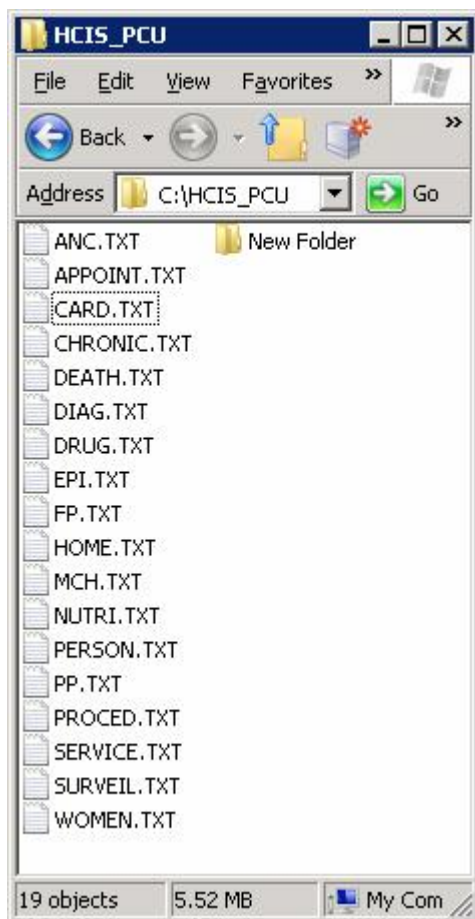 HCIS_PCU
File Edit View Favorites »
Back »
Address C:\HCIS_PCU Go
ANC.TXT New Folder
APPOINT.TXT
CARD.TXT
CHRONIC.TXT
DEATH.TXT
DIAG.TXT
DRUG.TXT
EPI.TXT
FP.TXT
HOME.TXT
MCH.TXT
NUTRI.TXT
PERSON.TXT
PP.TXT
PROCED.TXT
SERVICE.TXT
SURVEIL.TXT
WOMEN.TXT
19 objects 5.52 MB My Com